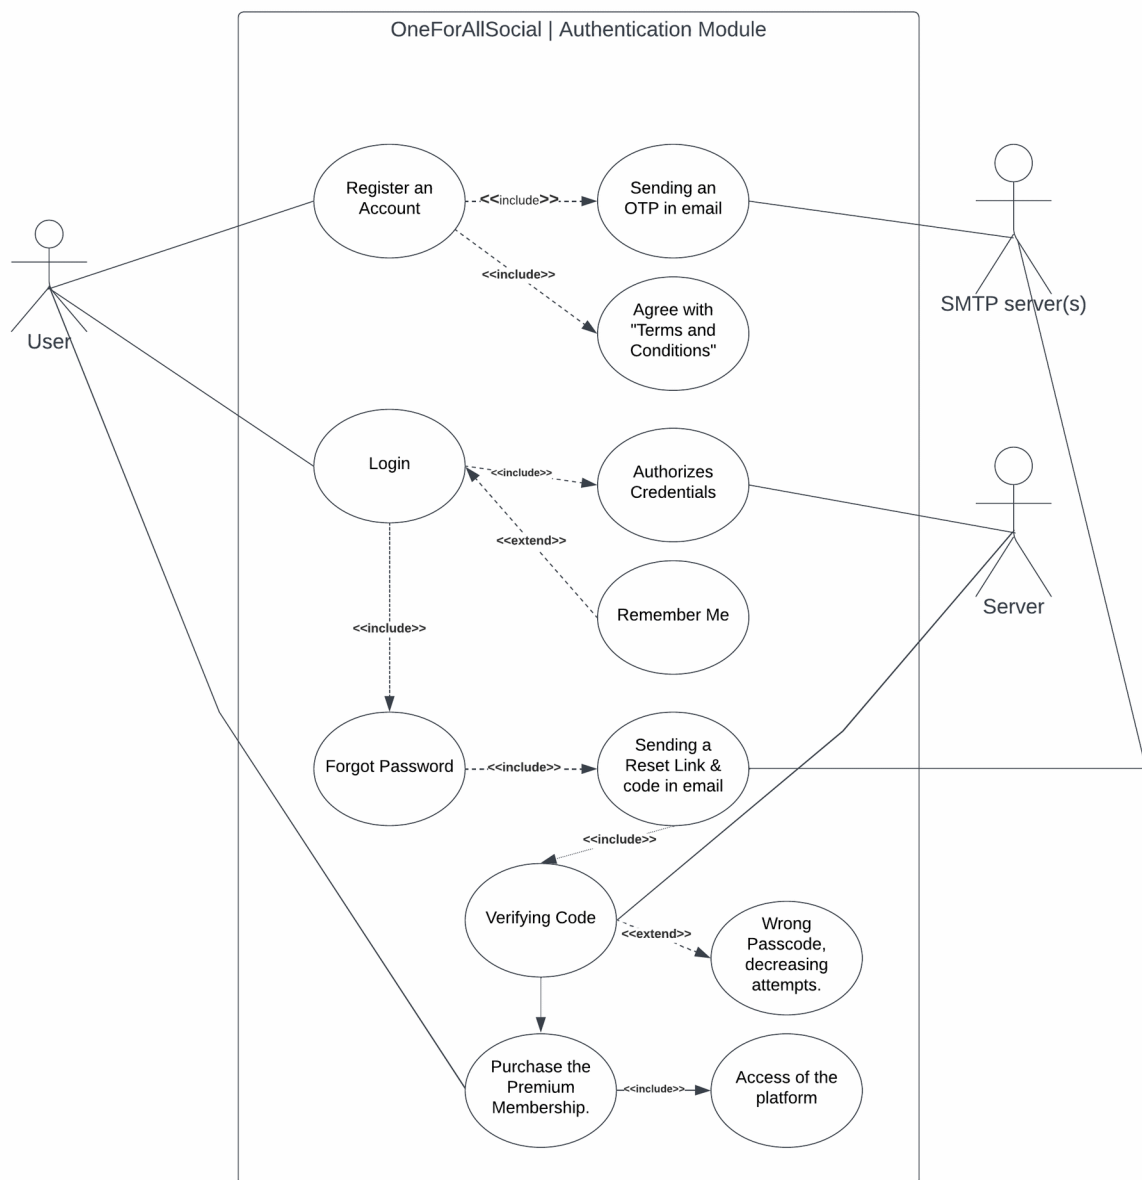 OneForAllSocial | Authentication Module
Register an
Account
<<include>>
Sending an
OTP in email
<<include>>
Agree with
"Terms and
Conditions"
SMTP server(s)
User
Login
<<include>>
Authorizes
Credentials
<<extend>>
Remember Me
Server
<<include>>
Forgot Password
<<include>>
Sending a
Reset Link &
code in email
<<include>>
Verifying Code
<<extend>>
Wrong
Passcode,
decreasing
attempts.
Purchase the
Premium
Membership.
<<include>>
Access of the
platform